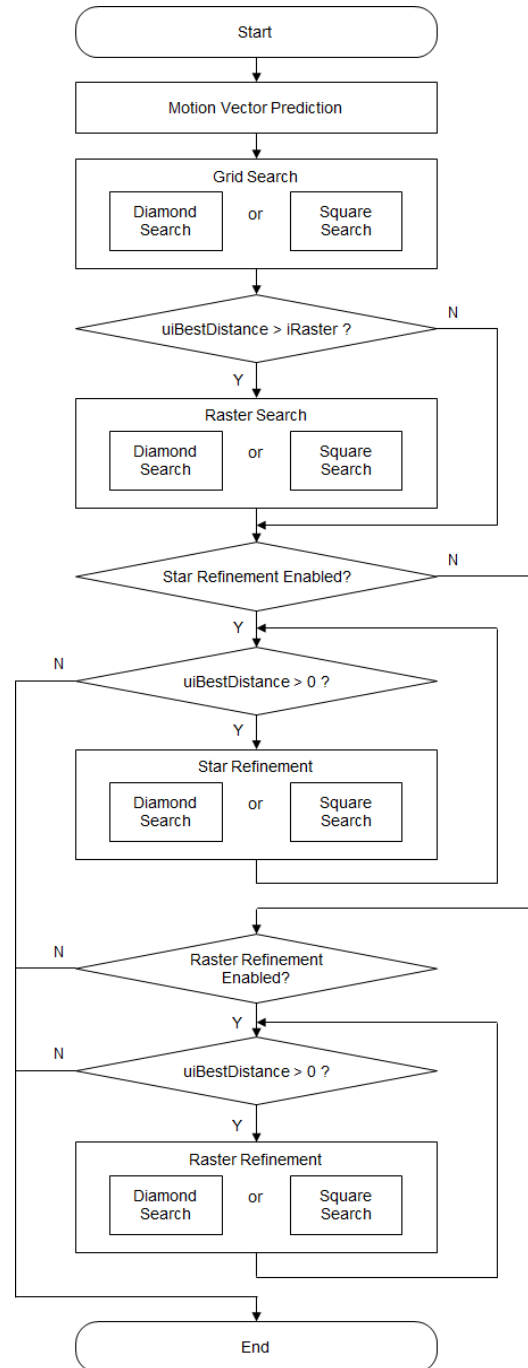 Start
Motion Vector Prediction
Grid Search
Diamond
Search
or
Square
Search
uiBestDistance > iRaster ?
N
Y
Raster Search
Diamond
Search
or
Square
Search
Star Refinement Enabled?
N
Y
N
uiBestDistance > 0 ?
Y
Star Refinement
Diamond
Search
or
Square
Search
N
Raster Refinement
Enabled?
Y
N
uiBestDistance > 0 ?
Y
Raster Refinement
Diamond
Search
or
Square
Search
End